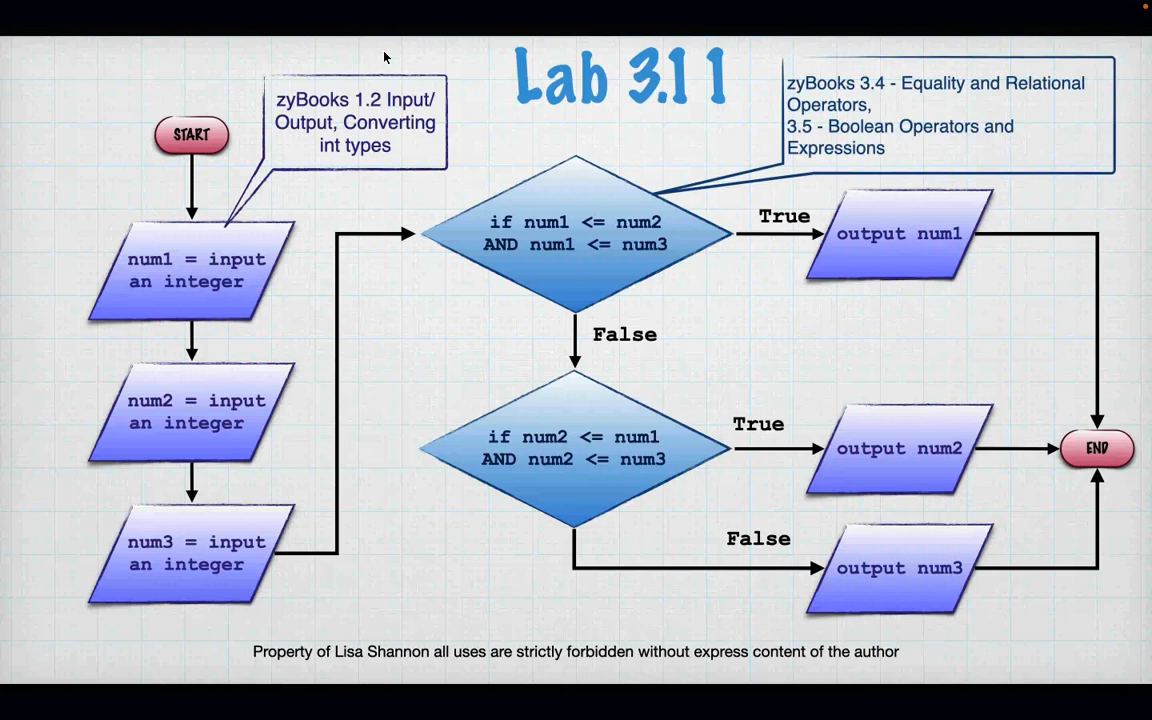 Lab 3.11
zyBooks 1.2 Input/
Output, Converting
int types
zyBooks 3.4 - Equality and Relational
Operators,
3.5 - Boolean Operators and
Expressions
START
num1 = input
an integer
num2 = input
an integer
num3 = input
an integer
if num1 <= num2
AND num1 <= num3
True
output num1
False
if num2 <= num1
AND num2 <= num3
True
output num2
False
output num3
END
Property of Lisa Shannon all uses are strictly forbidden without express content of the author